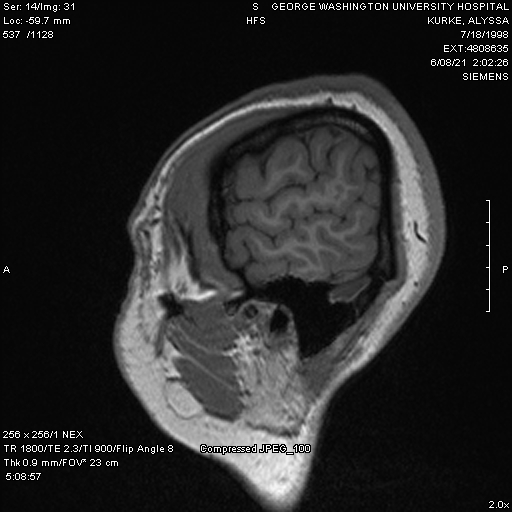 Ser: 14/Img: 31
Loc: -59.7 mm
537 /1128
S
HFS
GEORGE WASHINGTON UNIVERSITY HOSPITAL
KURKE, ALYSSA
7/18/1998
EXT:4808635
6/08/21 2:02:26
SIEMENS
A
P
256 x 256/1 NEX
TR 1800/TE 2.3/TI 900/Flip Angle 8
Thk 0.9 mm/FOV* 23 cm
5:08:57
Compressed JPEG_100
2.0x